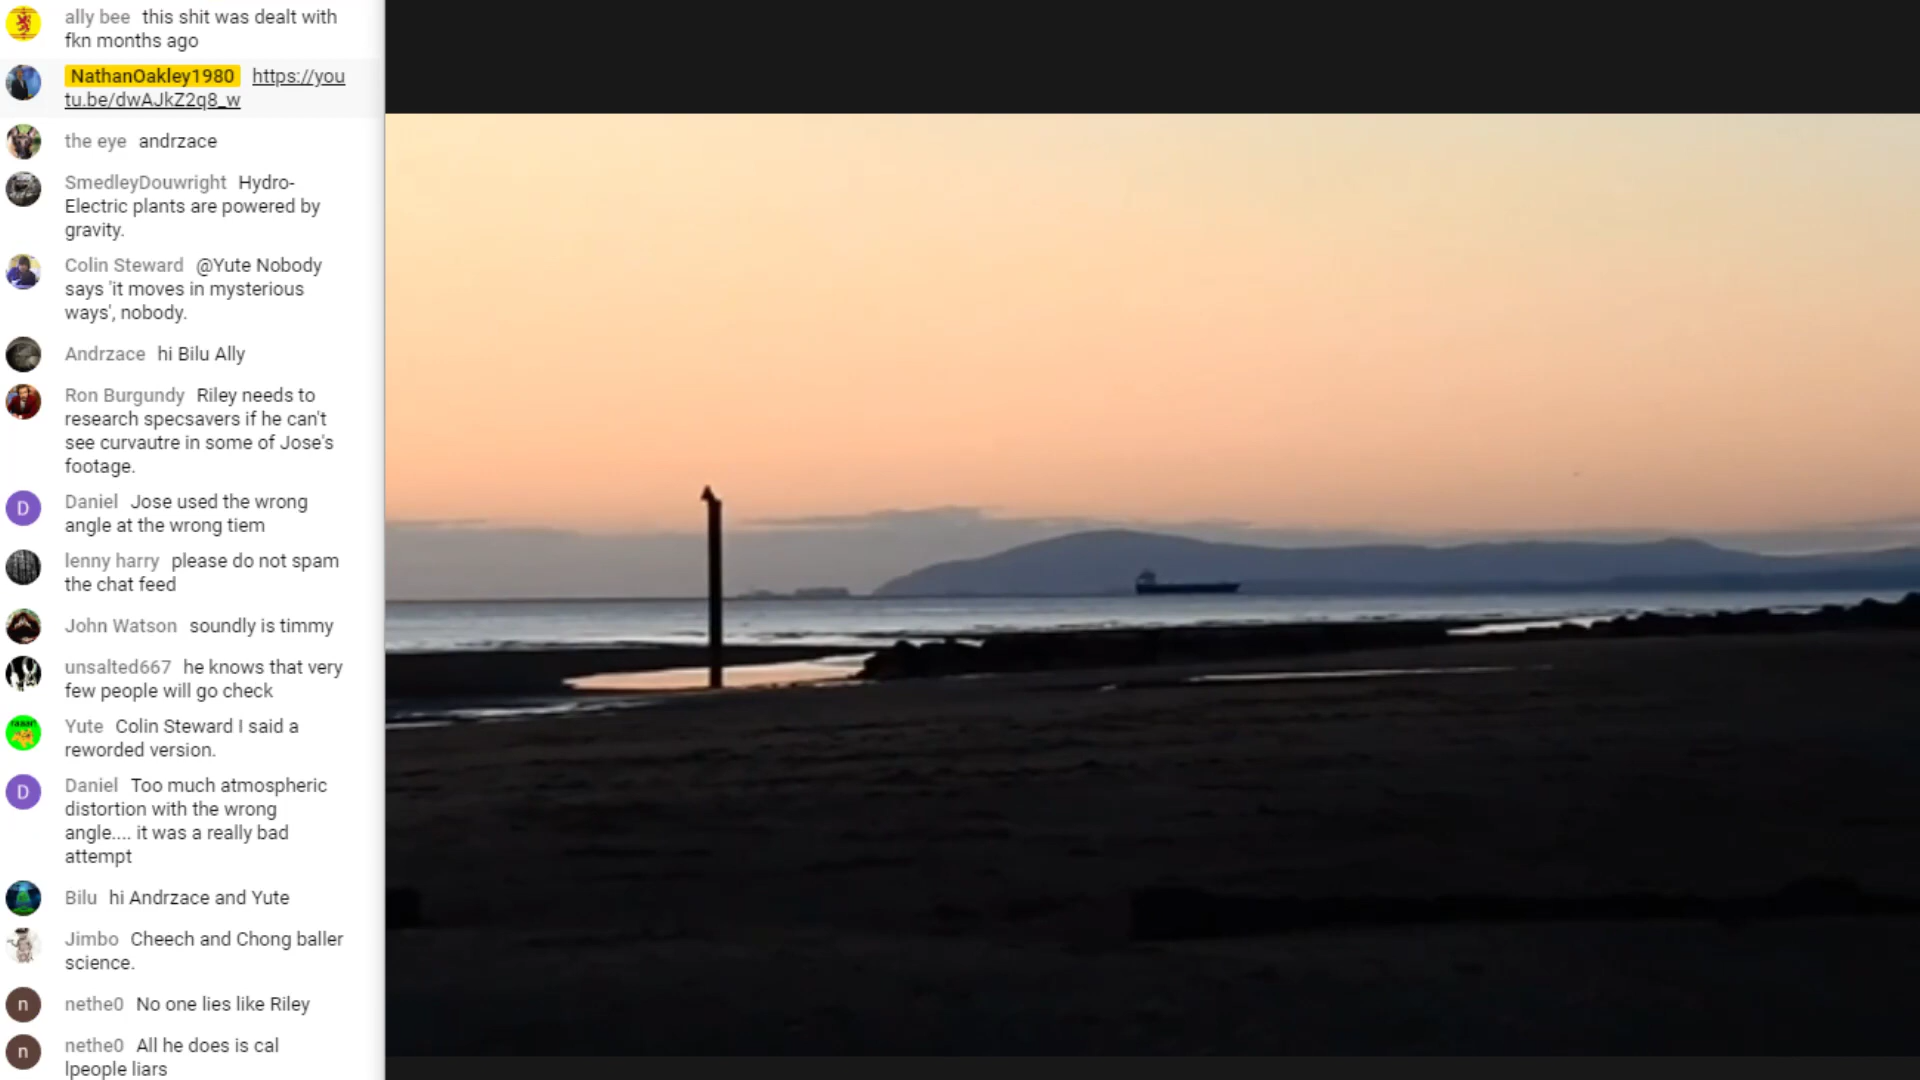 ally bee this shit was dealt with
fkn months ago
NathanOakley1980 https://you
tu.be/dwAJkZ2q8_w
the eye andrzace
SmedleyDouwright Hydro-
Electric plants are powered by
gravity.
Colin Steward @Yute Nobody
says 'it moves in mysterious
ways', nobody.
Andrzace hi Bilu Ally
Ron Burgundy Riley needs to
research specsavers if he can't
see curvautre in some of Jose's
footage.
D
Daniel Jose used the wrong
angle at the wrong tiem
lenny harry please do not spam
the chat feed
John Watson soundly is timmy
unsalted667 he knows that very
few people will go check
Yute Colin Steward I said a
reworded version.
D
Daniel Too much atmospheric
distortion with the wrong
angle.... it was a really bad
attempt
Bilu hi Andrzace and Yute
Jimbo Cheech and Chong baller
science.
n
nethe0 No one lies like Riley
n
nethe0 All he does is cal
lpeople liars